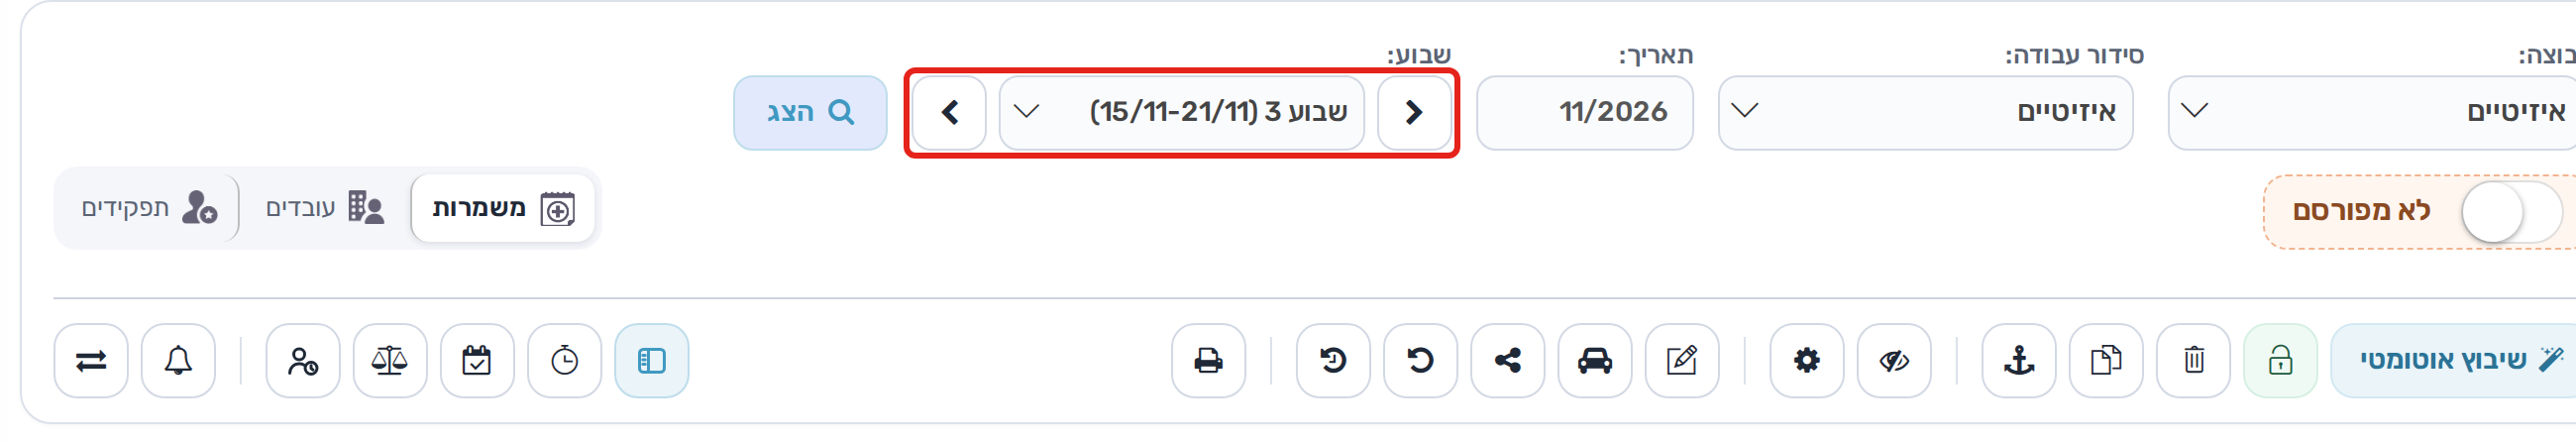 בוצה:
סידור עבודה:
תאריך:
שבוע:
איזיטיים
איזיטיים
11/2026
שבוע 3 (15/11-21/11)
הצג
לא מפורסם
משמרות
עובדים
תפקידים
שיבוץ אוטומטי